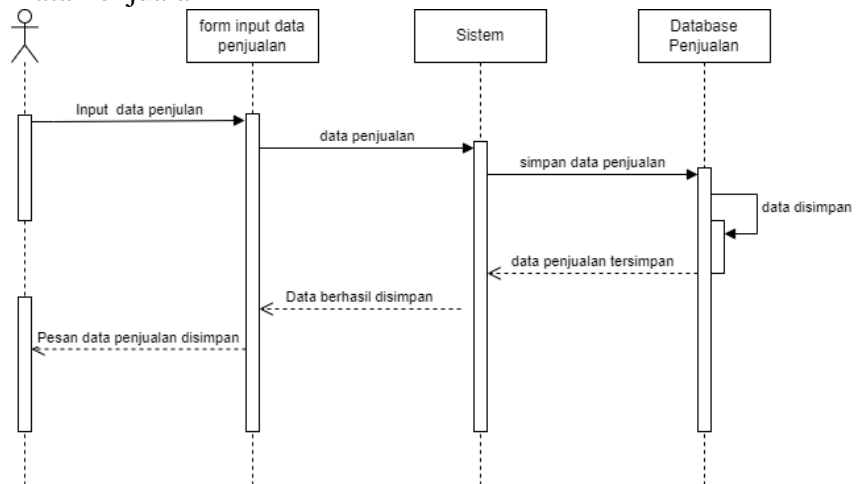 form input data
penjualan
Sistem
Database
Penjualan
Input data penjulan
data penjualan
simpan data penjualan
data disimpan
data penjualan tersimpan
Data berhasil disimpan
Pesan data penjualan disimpan